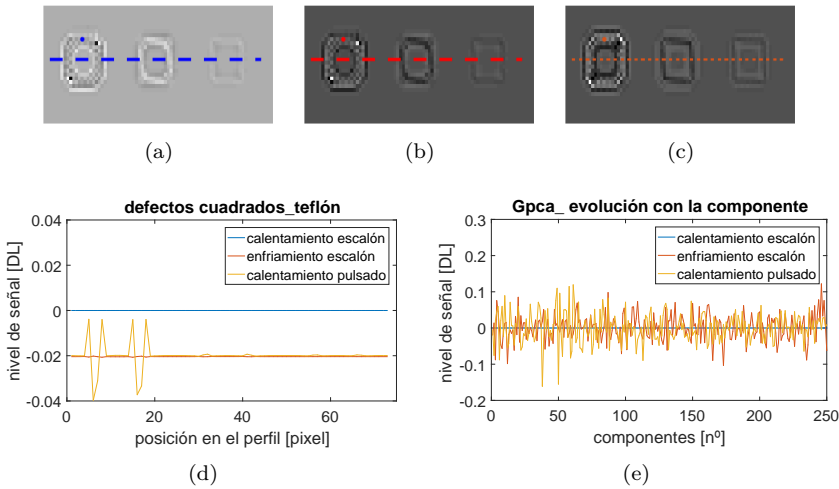 (a)
(b)
(c)
defectos cuadrados_teflón
nivel de señal [DL]
0.04
0.02
0
-0.02
-0.04
calentamiento escalón
enfriamiento escalón
calentamiento pulsado
0
20
40
60
posición en el perfil [pixel]
(d)
Gpca_ evolución con la componente
nivel de señal [DL]
0.3
0.2
0.1
0
-0.1
-0.2
calentamiento escalón
enfriamiento escalón
calentamiento pulsado
0
50
100
150
200
250
componentes [nº]
(e)